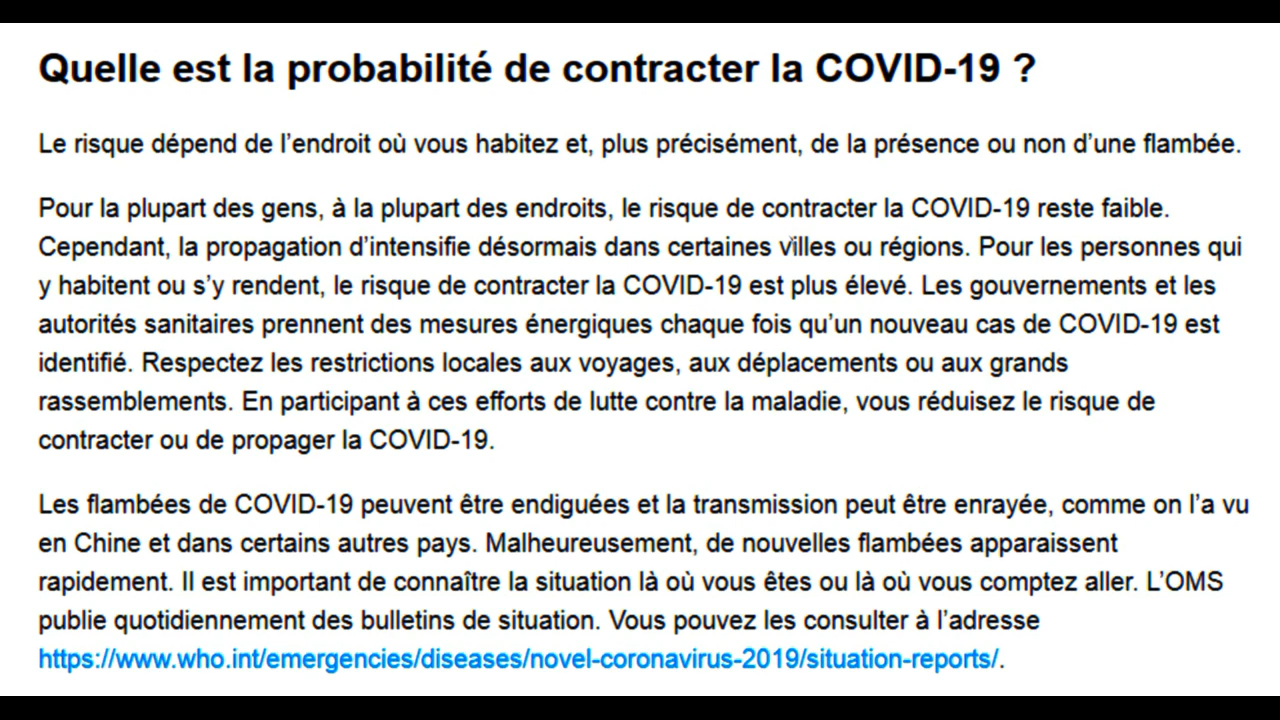 Quelle est la probabilité de contracter la COVID-19 ?
Le risque dépend de l’endroit où vous habitez et, plus précisément, de la présence ou non d’une flambée.
Pour la plupart des gens, à la plupart des endroits, le risque de contracter la COVID-19 reste faible.
Cependant, la propagation d’intensifie désormais dans certaines villes ou régions. Pour les personnes qui
y habitent ou s’y rendent, le risque de contracter la COVID-19 est plus élevé. Les gouvernements et les
autorités sanitaires prennent des mesures énergiques chaque fois qu’un nouveau cas de COVID-19 est
identifié. Respectez les restrictions locales aux voyages, aux déplacements ou aux grands
rassemblements. En participant à ces efforts de lutte contre la maladie, vous réduisez le risque de
contracter ou de propager la COVID-19.
Les flambées de COVID-19 peuvent être endiguées et la transmission peut être enrayée, comme on l’a vu
en Chine et dans certains autres pays. Malheureusement, de nouvelles flambées apparaissent
rapidement. Il est important de connaître la situation là où vous êtes ou là où vous comptez aller. L’OMS
publie quotidiennement des bulletins de situation. Vous pouvez les consulter à l’adresse
https://www.who.int/emergencies/diseases/novel-coronavirus-2019/situation-reports/.